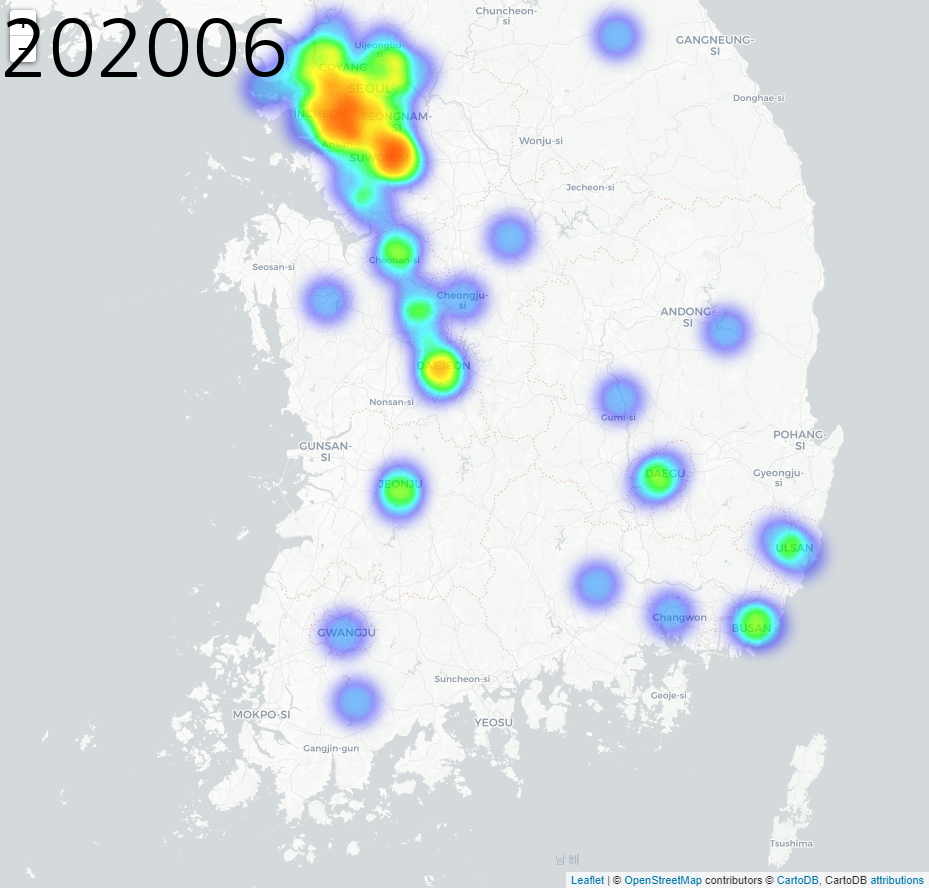 202006
+
−
Chuncheon-
si
GANGNEUNG-
SI
Uijeongbu-
si
GOYANG
SEOUL
Donghae-si
INCHEON
SEONGNAM-
SI
Wonju-si
SUWON
Jecheon-si
Cheonan-si
Seosan-si
Cheongju-
si
ANDONG-
SI
DAEJEON
Nonsan-si
Gumi-si
GUNSAN-
SI
POHANG-
SI
DAEGU
Gyeongju-
si
JEONJU
ULSAN
Changwon
BUSAN
GWANGJU
Suncheon-si
Geoje-si
MOKPO-SI
YEOSU
Gangjin-gun
Tsushima
남해
Leaflet | © OpenStreetMap contributors © CartoDB, CartoDB attributions